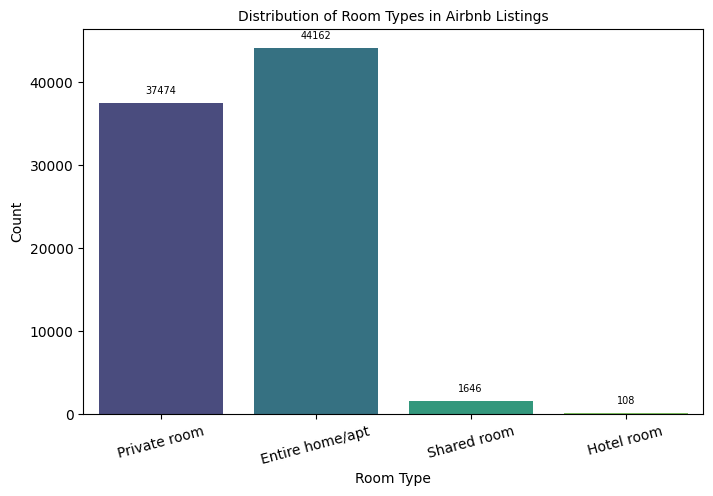 Distribution of Room Types in Airbnb Listings
44162
40000
37474
30000
Count
20000
10000
1646
108
0
Private room
Entire home/apt
Shared room
Hotel room
Room Type